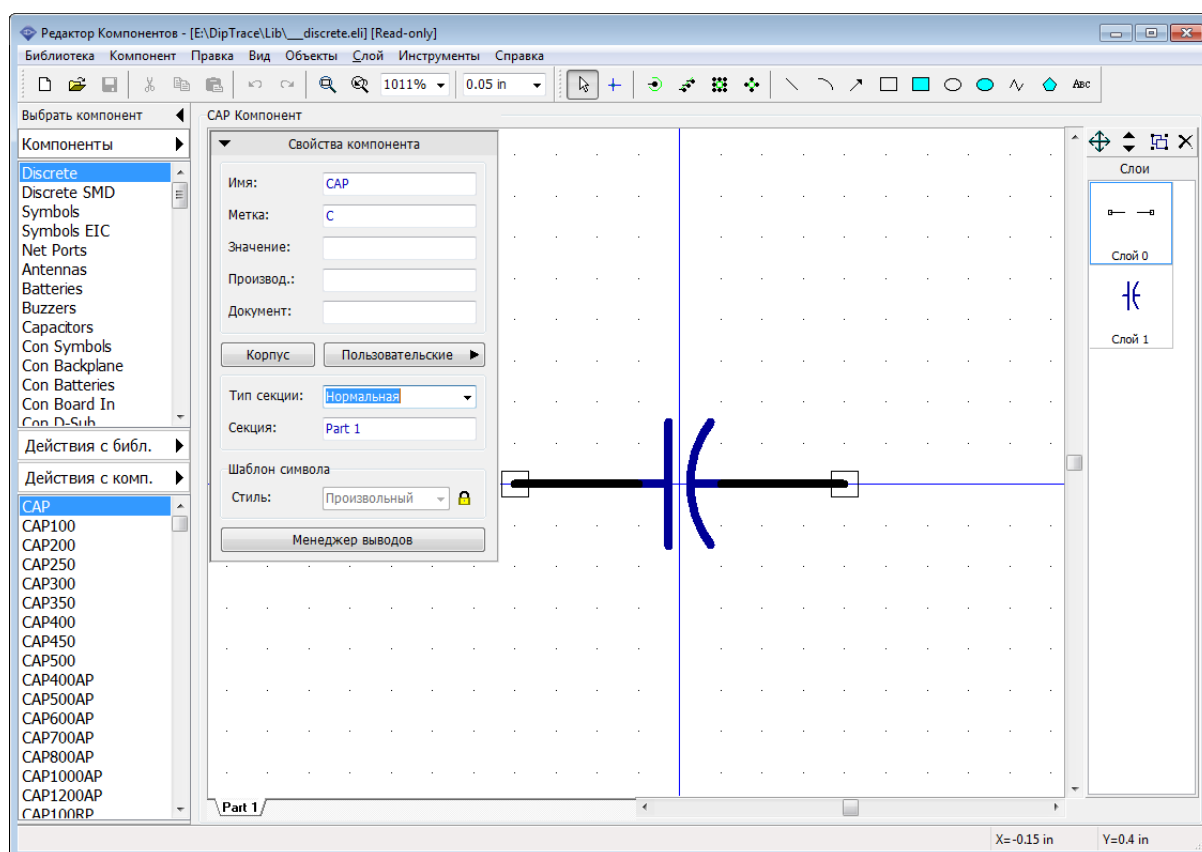 Редактор Компонентов - [E:\DipTrace\Lib\__discrete.eli] [Read-only]
Библиотека Компонент Правка Вид Объекты Слой Инструменты Справка
1011% 0.05 in ABC
Выбрать компонент
CAP Компонент
Компоненты
Discrete
Discrete SMD
Symbols
Symbols EIC
Net Ports
Antennas
Batteries
Buzzers
Capacitors
Con Symbols
Con Backplane
Con Batteries
Con Board In
Con D-Sub
Действия с библ.
Действия с комп.
CAP
CAP100
CAP200
CAP250
CAP300
CAP350
CAP400
CAP450
CAP500
CAP400AP
CAP500AP
CAP600AP
CAP700AP
CAP800AP
CAP1000AP
CAP1200AP
CAP100RP
Свойства компонента
Имя: CAP
Метка: C
Значение:
Производ.:
Документ:
Корпус Пользовательские
Тип секции: Нормальная
Секция: Part 1
Шаблон символа
Стиль: Произвольный
Менеджер выводов
Part 1
Слои
Слой 0
Слой 1
X=-0.15 in Y=0.4 in